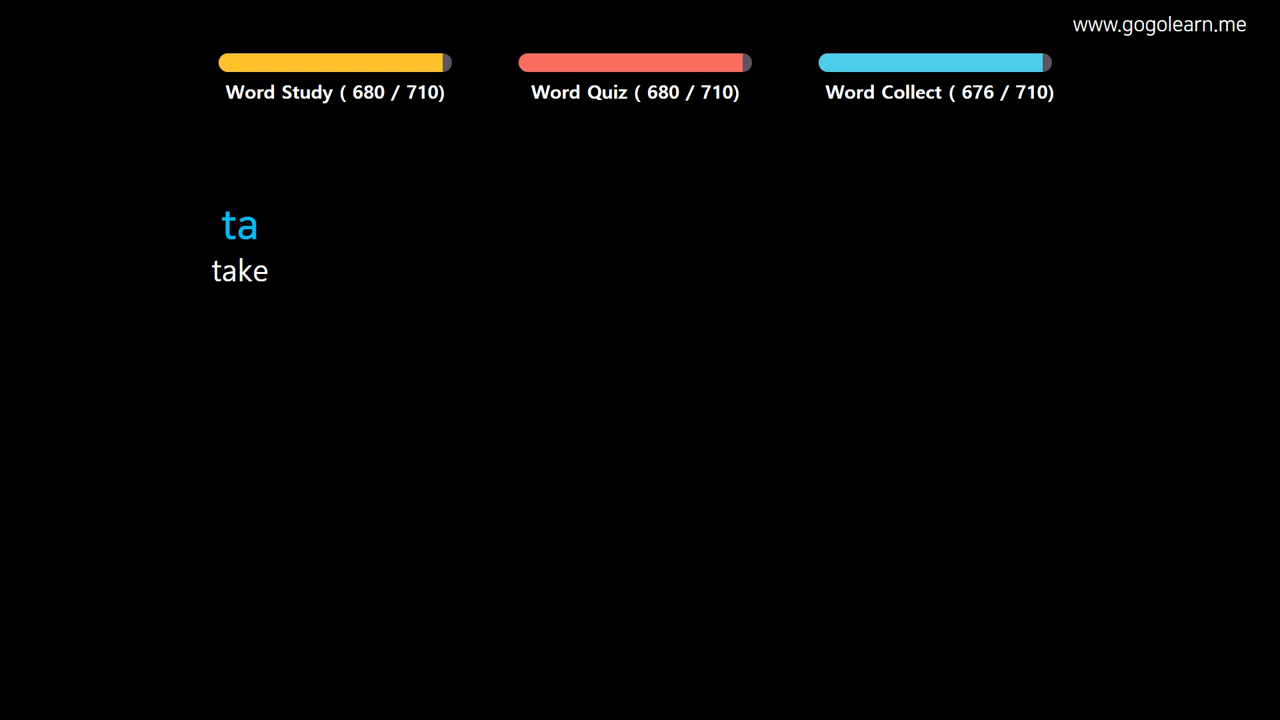 www.gogolearn.me
Word Study ( 680 / 710)
Word Quiz ( 680 / 710)
Word Collect ( 676 / 710)
ta
take